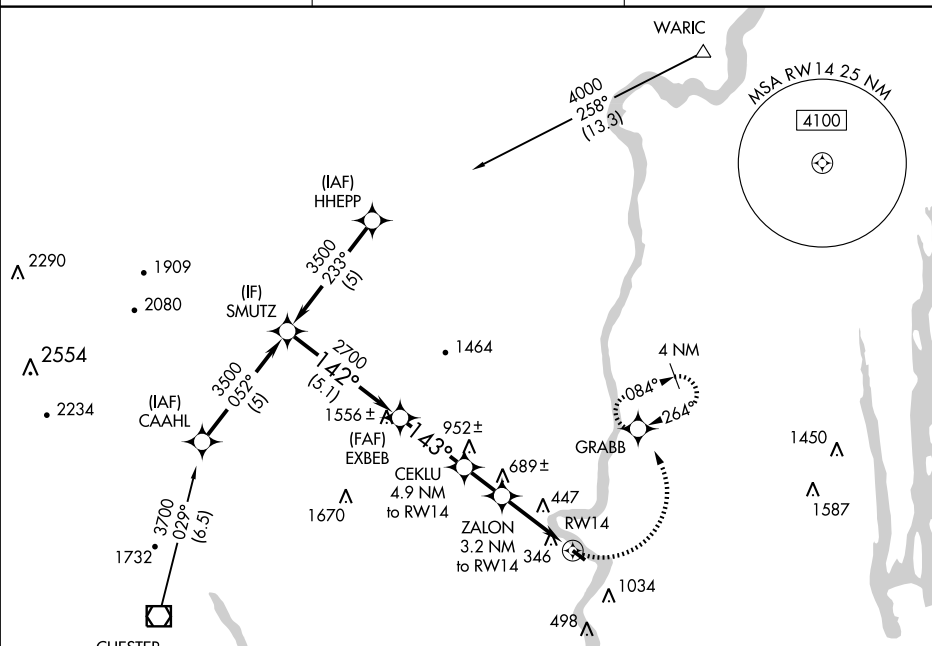 WARIC
4000
258°
(13.3)
MSA RW14 25 NM
4100
(IAF)
HHEPP
3500
233°
(5)
2290
1909
2080
(IF)
SMUTZ
2554
2234
1464
2700
142°
(5.1)
4 NM
084°
264°
3500
052°
(5)
(IAF)
CAAHL
1556 ±
(FAF)
EXBEB
143°
952 ±
GRABB
1450
CEKLU
4.9 NM
to RW14
689 ±
1670
447
1587
ZALON
3.2 NM
to RW14
RW14
346
3700
029°
(6.5)
1732
1034
498
CHESTER